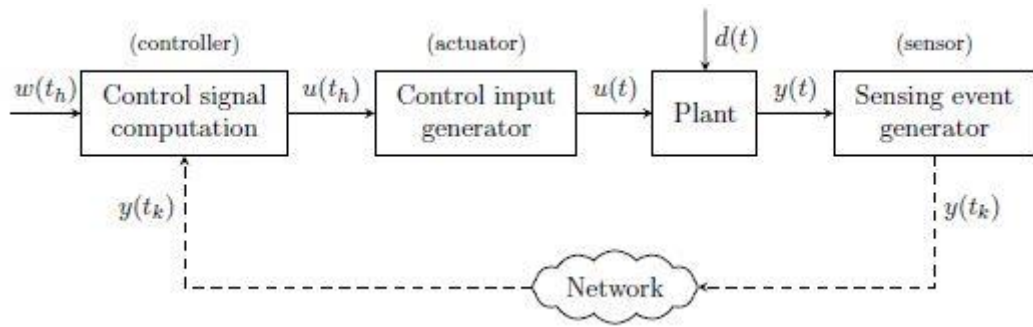 (controller)
(actuator)
d(t)
(sensor)
w(t_h)
Control signal
computation
u(t_h)
Control input
generator
u(t)
Plant
y(t)
Sensing event
generator
y(t_k)
y(t_k)
Network